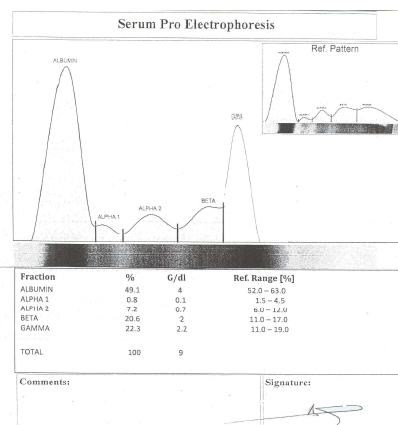 Serum Pro Electrophoresis
Ref. Pattern
ALBUMIN
ALPHA 1
ALPHA 2
BETA
Fraction % G/dl Ref. Range [%]
ALBUMIN 49.1 4 52.0 – 63.0
ALPHA 1 0.8 0.1 1.5 – 4.5
ALPHA 2 7.2 0.7 6.0 – 12.0
BETA 20.6 2 11.0 – 17.0
GAMMA 22.3 2.2 11.0 – 19.0
TOTAL 100 9
Comments: Signature: